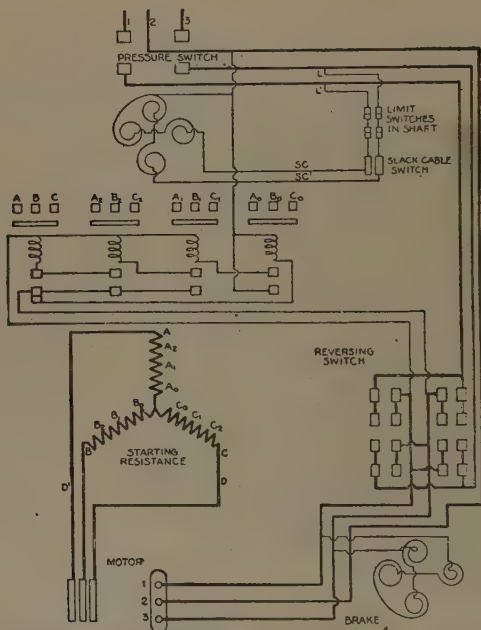 1 2 3
PRESSURE SWITCH
L
L'
LIMIT
SWITCHES
IN SHAFT
SLACK CABLE
SWITCH
SC
SC'
A B C A₂ B₂ C₂ A₁ B₁ C₁ A₀ B₀ C₀
REVERSING
SWITCH
A
A₂
A₁
A₀
B₀
B₁
B₂
B
C₀
C₁
C₂
C
STARTING
RESISTANCE
D
D'
MOTOR
1
2
3
BRAKE